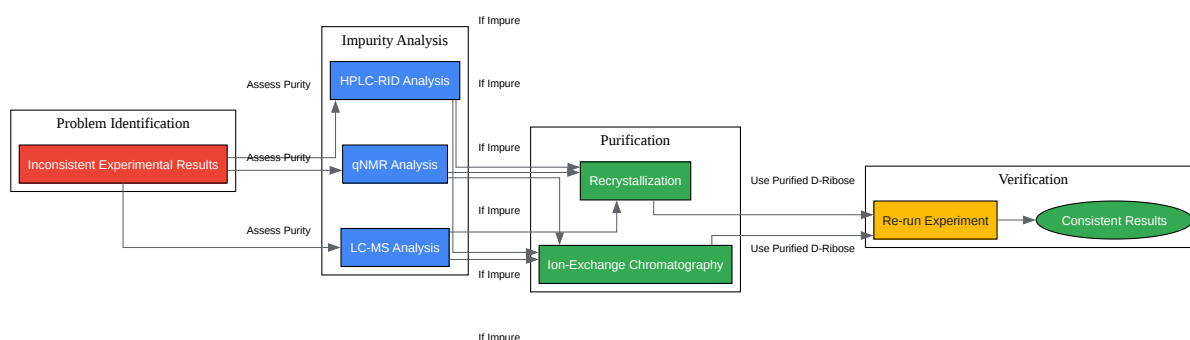 If Impure
Impurity Analysis
HPLC-RID Analysis
If Impure
Assess Purity
Problem Identification
Purification
If Impure
Assess Purity
Inconsistent Experimental Results
qNMR Analysis
Recrystallization
Use Purified D-Ribose
Verification
If Impure
Re-run Experiment
Consistent Results
Assess Purity
LC-MS Analysis
Use Purified D-Ribose
Ion-Exchange Chromatography
If Impure
If Impure